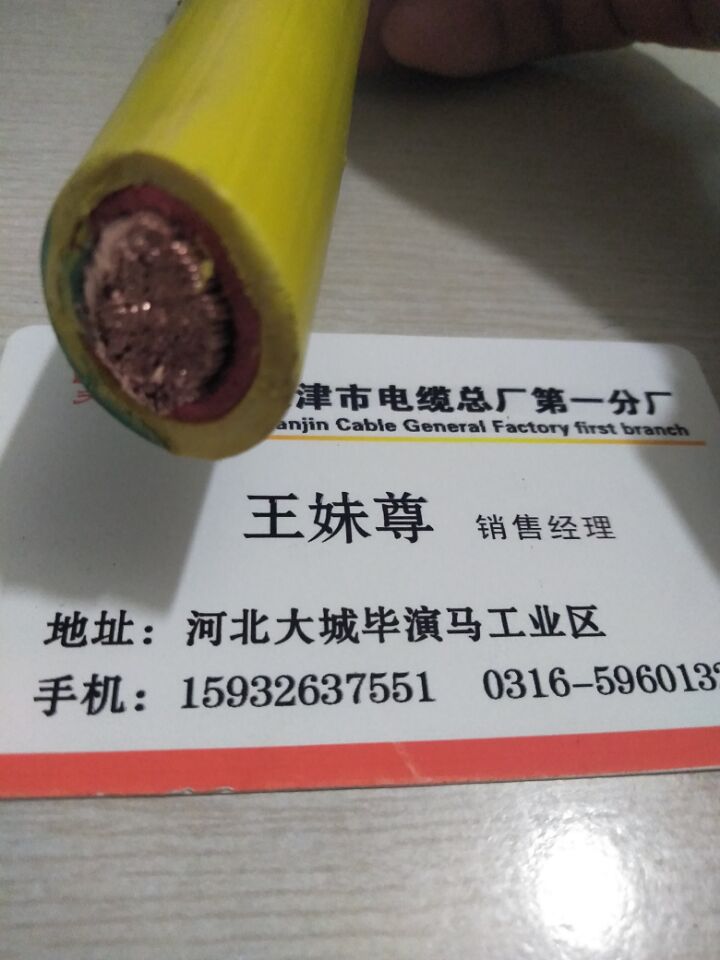 津市电缆总厂第一分厂
anjin Cable General Factory first branch
王妹尊 销售经理
地址：河北大城毕演马工业区
手机：15932637551 0316-596013